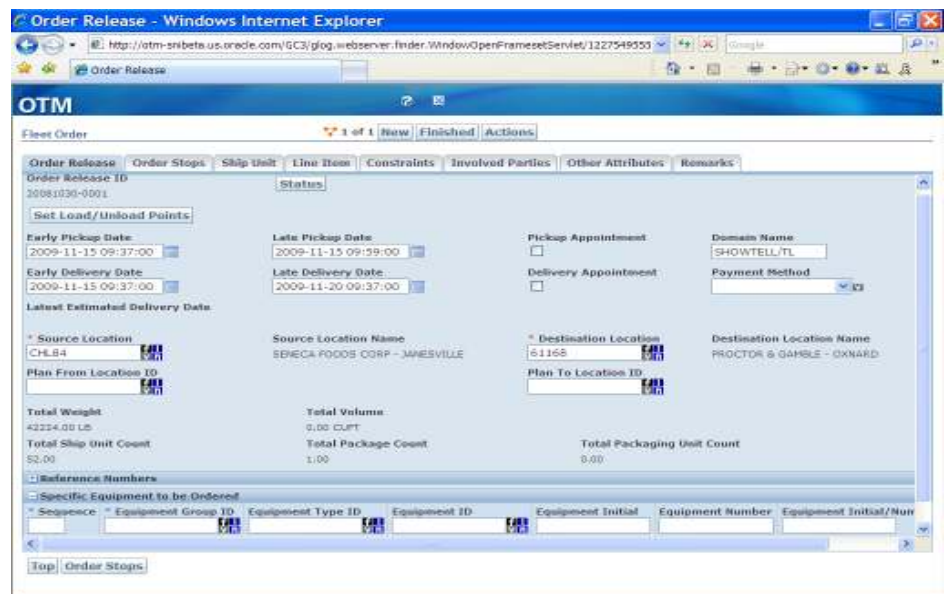 Order Release - Windows Internet Explorer
http://otm-snibeta.us.oracle.com/GC3/glog.webserver.finder.WindowOpenFramesetServlet/1227549555
Google
Order Release
OTM
Fleet Order 1 of 1 New Finished Actions
Order Release Order Stops Ship Unit Line Item Constraints Involved Parties Other Attributes Remarks
Order Release ID Status
20081030-0001
Set Load/Unload Points
Early Pickup Date Late Pickup Date Pickup Appointment Domain Name
2009-11-15 09:37:00 2009-11-15 09:59:00 SHOWTELL/TL
Early Delivery Date Late Delivery Date Delivery Appointment Payment Method
2009-11-15 09:37:00 2009-11-20 09:37:00
Latest Estimated Delivery Date
* Source Location Source Location Name * Destination Location Destination Location Name
CHL84 SENECA FOODS CORP - JANESVILLE 61168 PROCTOR & GAMBLE - OXNARD
Plan From Location ID Plan To Location ID
Total Weight Total Volume
42224.00 LB 0.00 CUFT
Total Ship Unit Count Total Package Count Total Packaging Unit Count
52.00 1.00 0.00
Reference Numbers
Specific Equipment to be Ordered
* Sequence * Equipment Group ID Equipment Type ID Equipment ID Equipment Initial Equipment Number Equipment Initial/Num
Top Order Stops